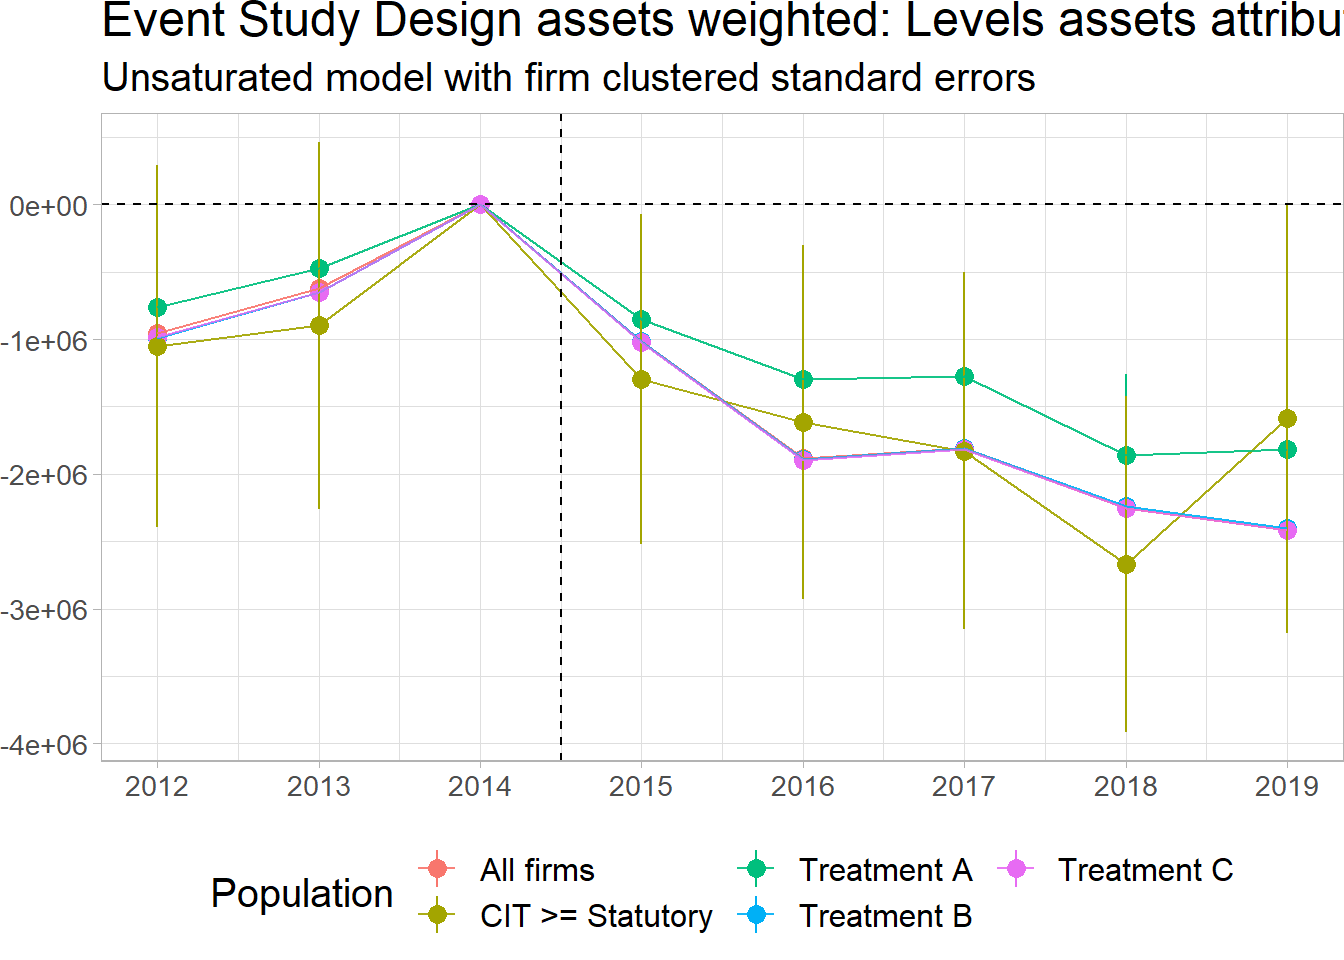 Event Study Design assets weighted: Levels assets attribu
Unsaturated model with firm clustered standard errors
0e+00
-1e+06
-2e+06
-3e+06
-4e+06
2012 2013 2014 2015 2016 2017 2018 2019
Population
All firms
CIT >= Statutory
Treatment A
Treatment B
Treatment C